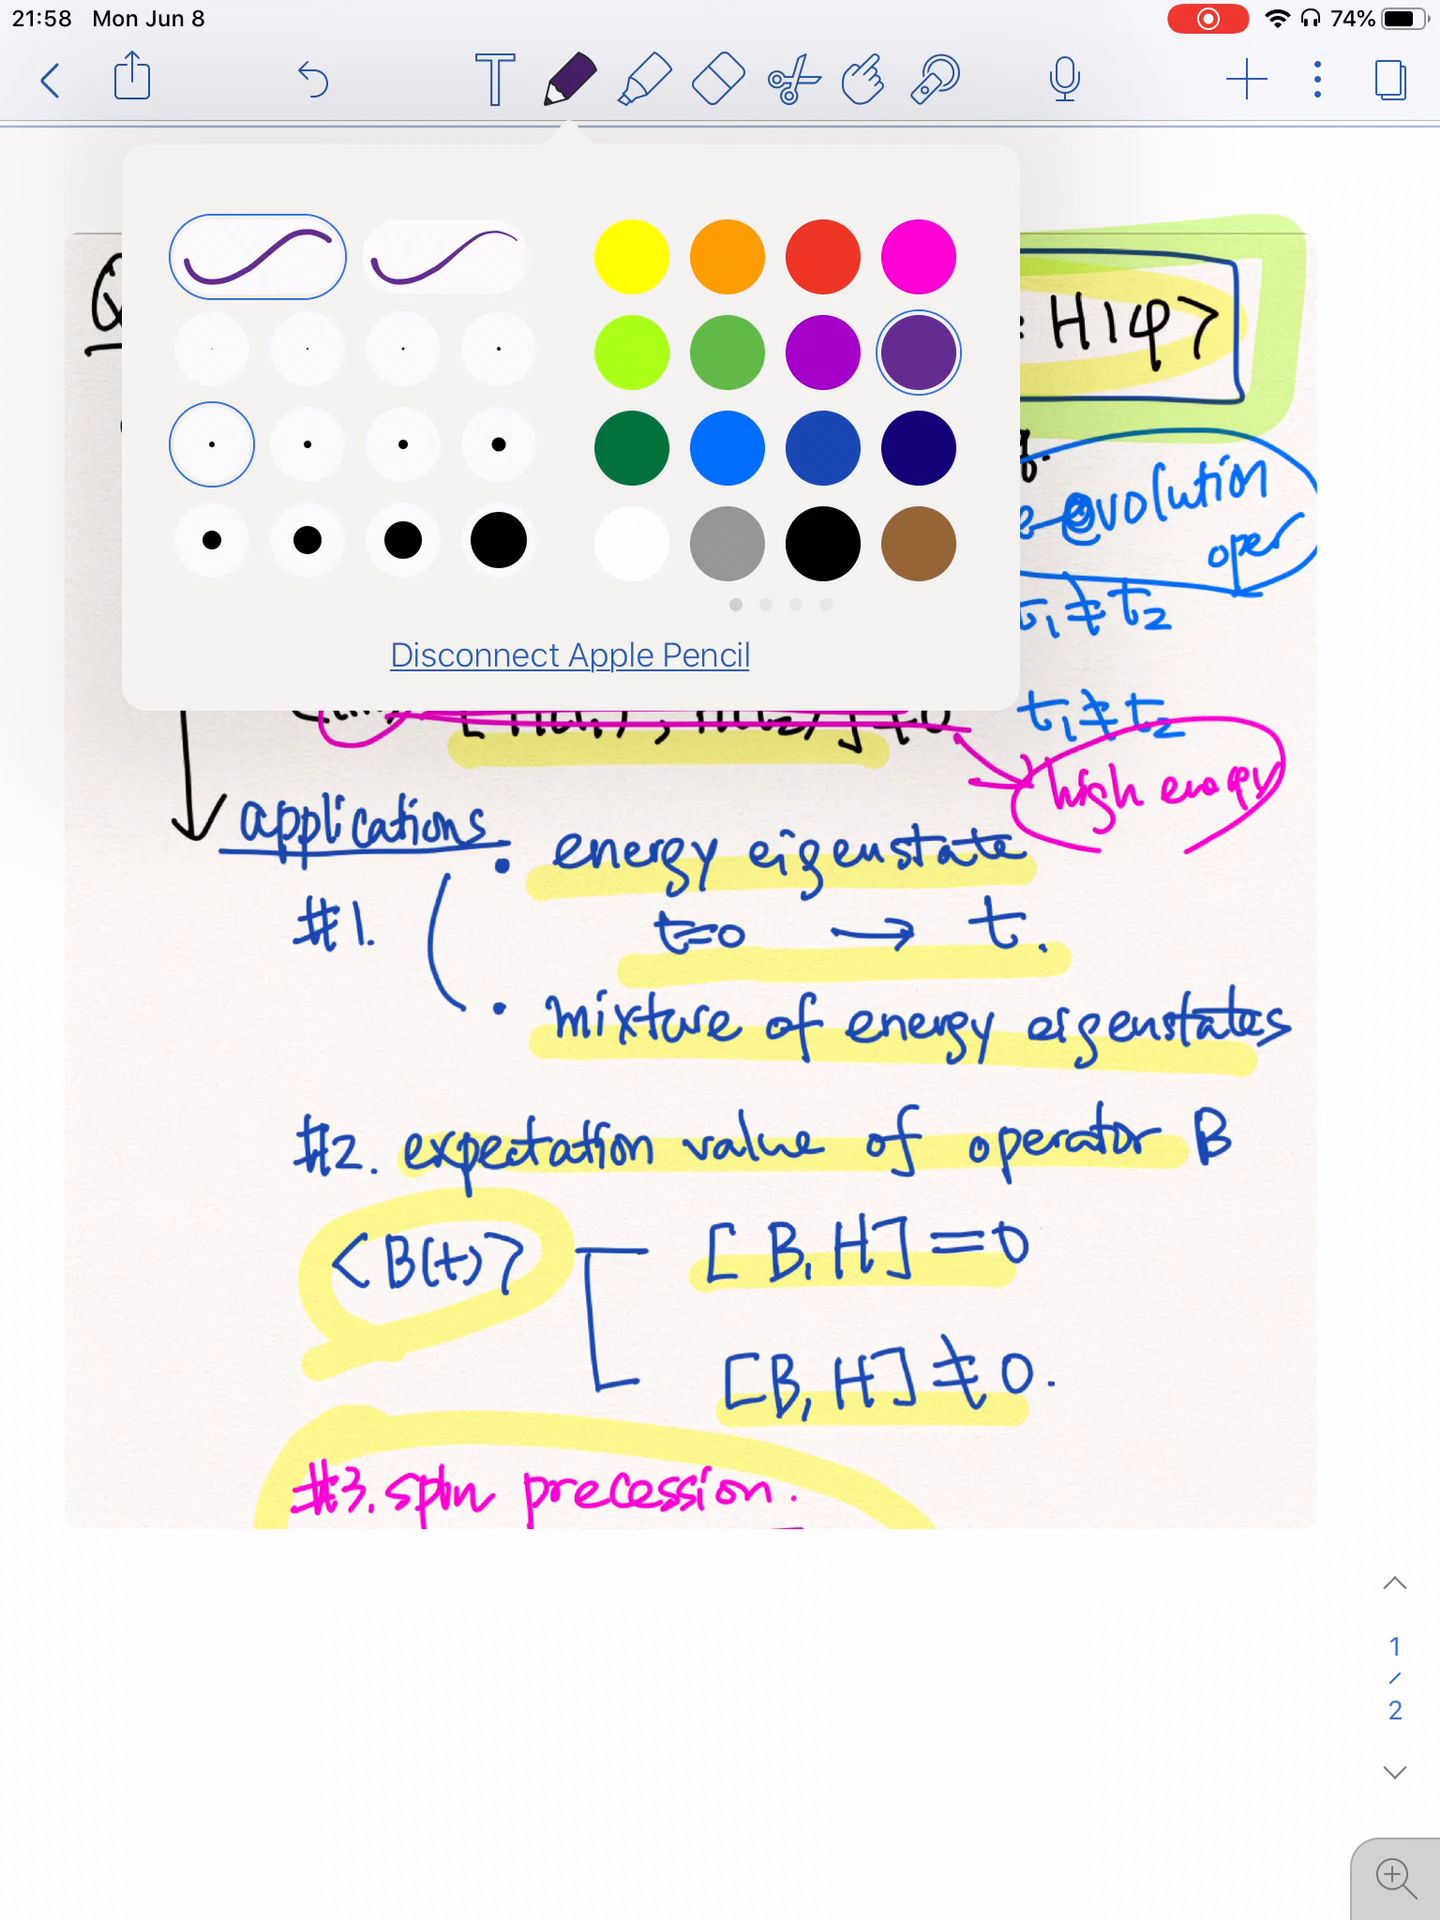 21:58 Mon Jun 8 74%
T
Disconnect Apple Pencil
H|φ>
evolution
oper
t₁≠t₂
t₁≠t₂
high energy
applications
#1.
• energy eigenstate
t=0 → t.
• mixture of energy eigenstates
#2. expectation value of operator B
<B(t)> [B,H]=0
[B,H]≠0.
#3. spin precession.
1
/
2